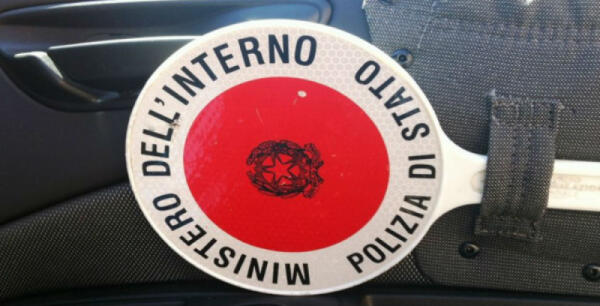 MINISTERO DELL'INTERNO
POLIZIA DI STATO